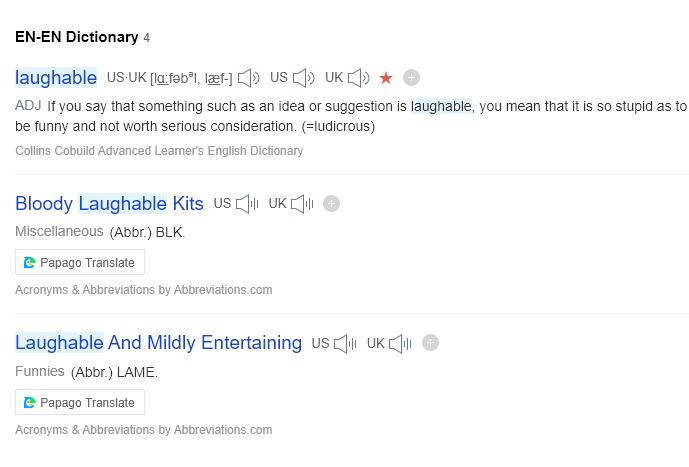 EN-EN Dictionary 4
laughable US·UK [lɑːfəbᵊl, læf-] US UK
ADJ If you say that something such as an idea or suggestion is laughable, you mean that it is so stupid as to
be funny and not worth serious consideration. (=ludicrous)
Collins Cobuild Advanced Learner's English Dictionary
Bloody Laughable Kits US UK
Miscellaneous (Abbr.) BLK.
Papago Translate
Acronyms & Abbreviations by Abbreviations.com
Laughable And Mildly Entertaining US UK
Funnies (Abbr.) LAME.
Papago Translate
Acronyms & Abbreviations by Abbreviations.com